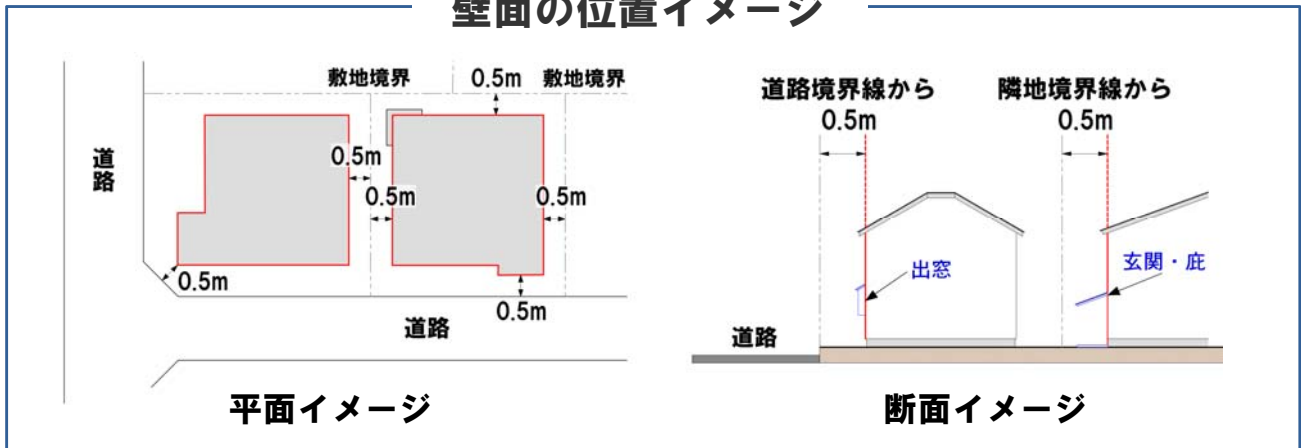 壁面の位置イメージ
敷地境界
0.5m
敷地境界
道路
0.5m
0.5m
0.5m
0.5m
0.5m
道路
平面イメージ
道路境界線から
0.5m
隣地境界線から
0.5m
出窓
玄関・庇
道路
断面イメージ